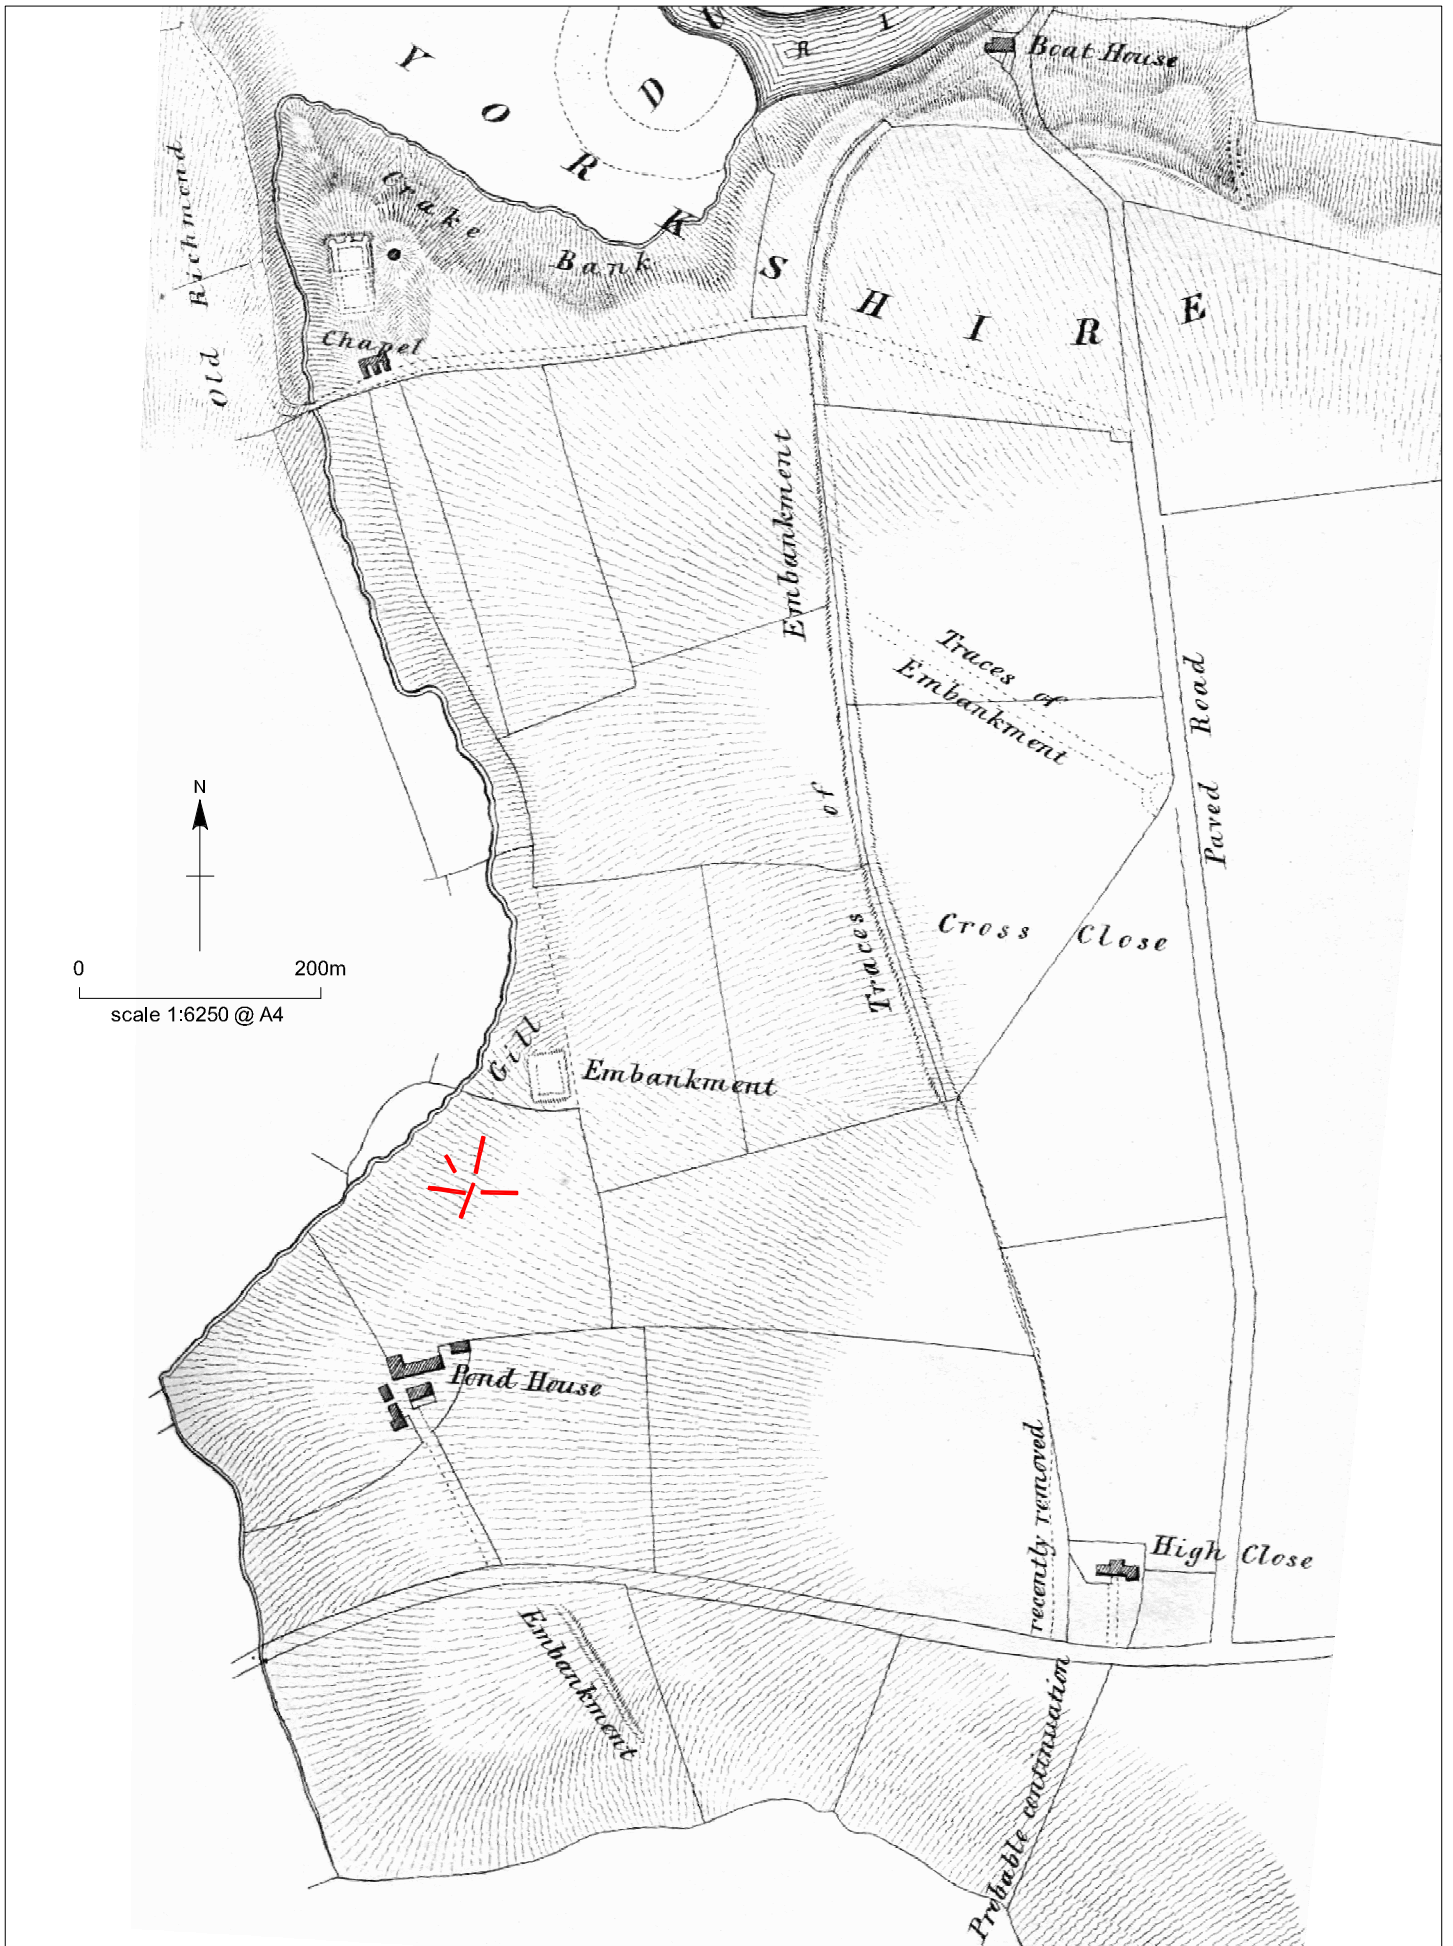 YORKSHIRE
D
R
I
Boat House
Old Richmond
Crake
Bank
Chapel
Traces of Embankment
Traces of
Embankment
Paved Road
N
0 200m
scale 1:6250 @ A4
Cross Close
Gill
Embankment
Pond House
recently removed
High Close
Embankment
Probable continuation